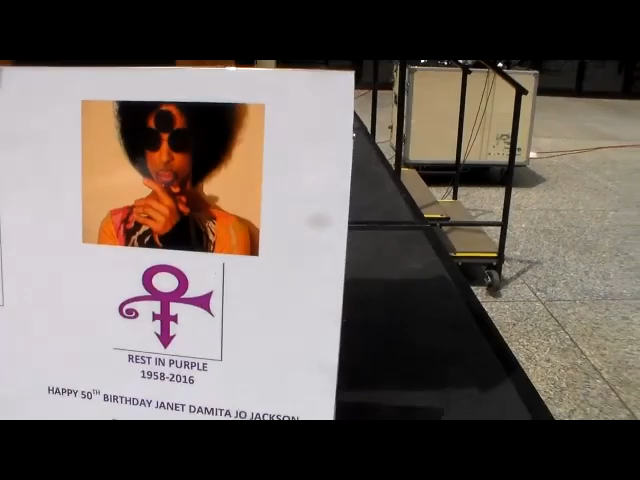 REST IN PURPLE
1958-2016
HAPPY 50TH BIRTHDAY JANET DAMITA JO JACKSON